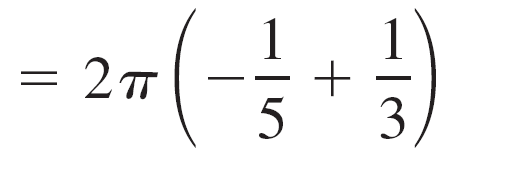 = 2π(−1/5 + 1/3)